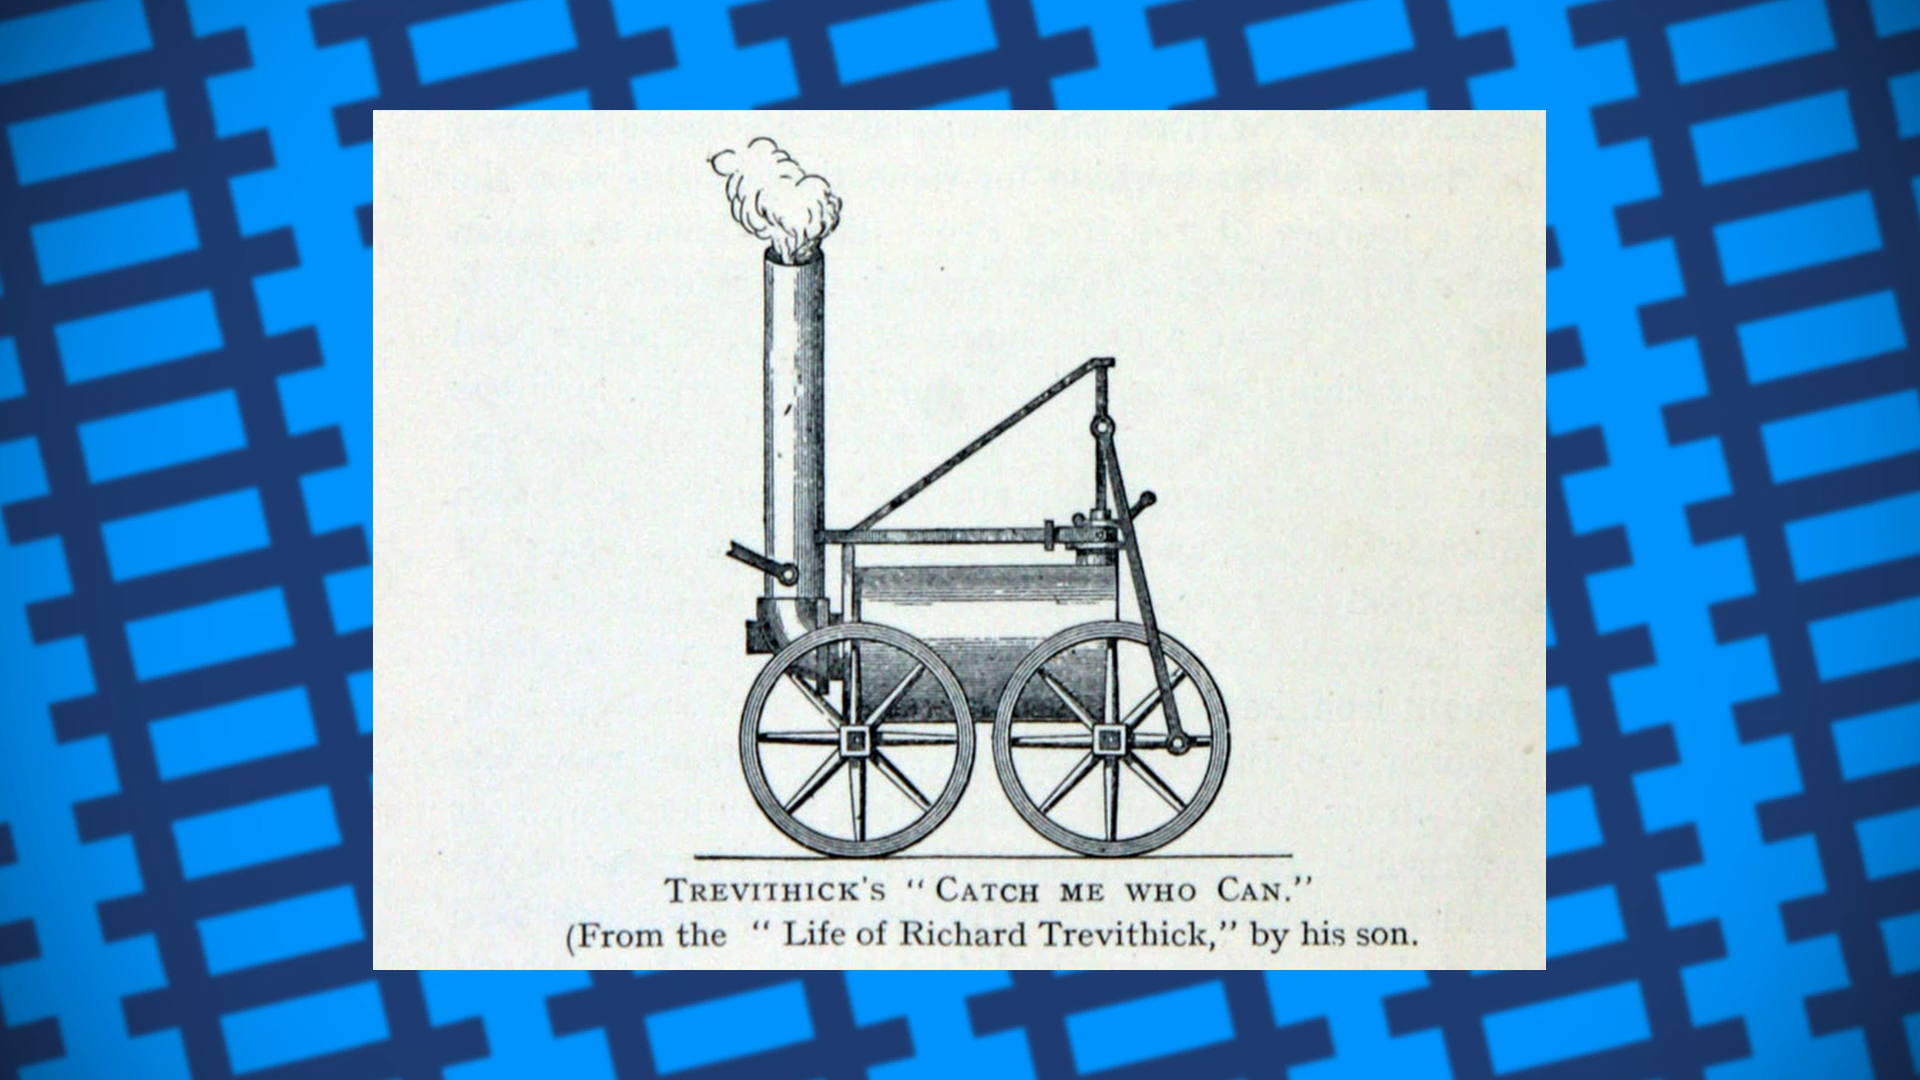 TREVITHICK'S “CATCH ME WHO CAN.”
(From the “Life of Richard Trevithick,” by his son.